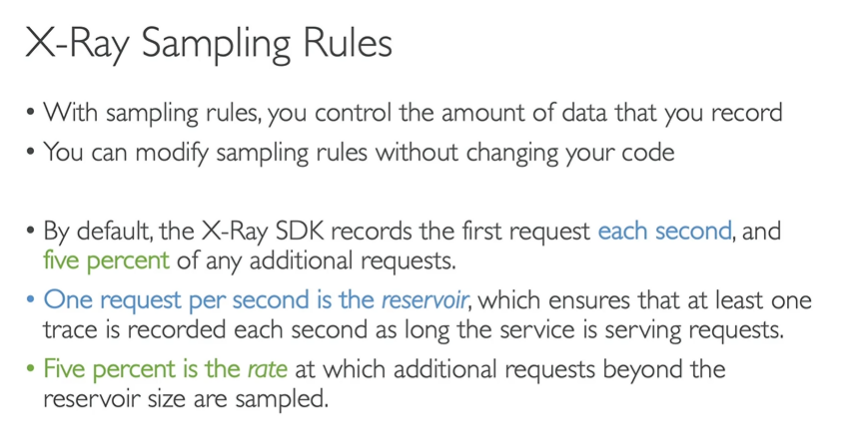 X-Ray Sampling Rules
• With sampling rules, you control the amount of data that you record
• You can modify sampling rules without changing your code
• By default, the X-Ray SDK records the first request each second, and
five percent of any additional requests.
• One request per second is the reservoir, which ensures that at least one
trace is recorded each second as long the service is serving requests.
• Five percent is the rate at which additional requests beyond the
reservoir size are sampled.